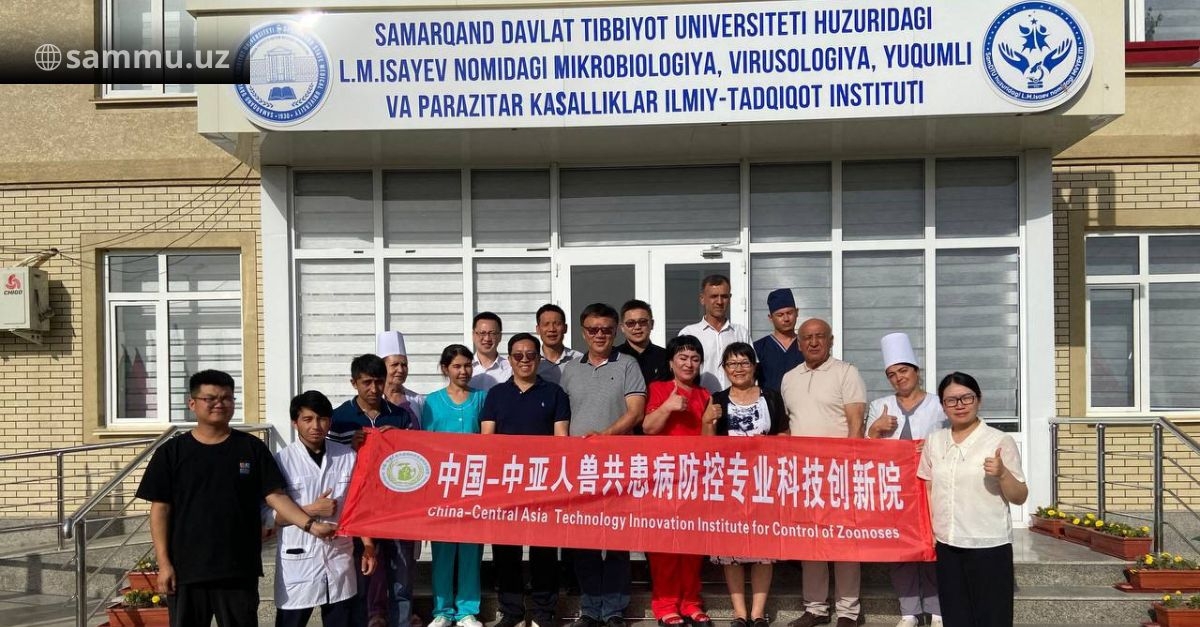 sammu.uz
SAMARQAND DAVLAT TIBBIYOT UNIVERSITETI HUZURIDAGI
L.M.ISAYEV NOMIDAGI MIKROBIOLOGIYA, VIRUSOLOGIYA, YUQUMLI
VA PARAZITAR KASALLIKLAR ILMIY-TADQIQOT INSTITUTI
1930
CHIGO
中国-中亚人兽共患病防控专业科技创新院
China-Central Asia Technology Innovation Institute for Control of Zoonoses